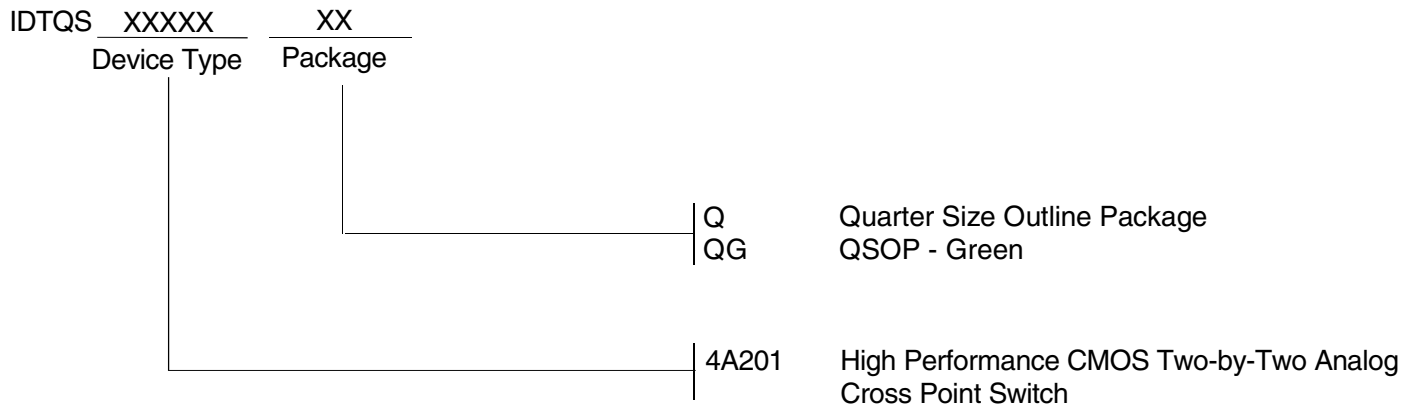 IDTQS XXXXX XX
Device Type Package
Q Quarter Size Outline Package
QG QSOP - Green
4A201 High Performance CMOS Two-by-Two Analog
Cross Point Switch